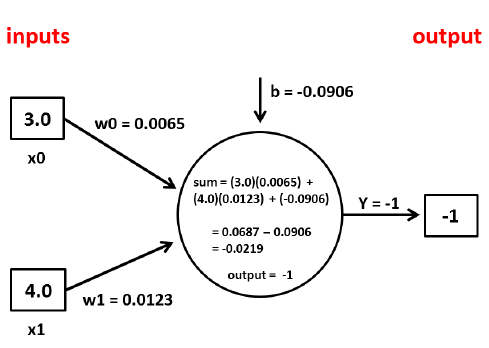 inputs
output
b = -0.0906
3.0
w0 = 0.0065
x0
sum = (3.0)(0.0065) +
(4.0)(0.0123) + (-0.0906)
= 0.0687 – 0.0906
= -0.0219
output = -1
Y = -1
-1
4.0
w1 = 0.0123
x1